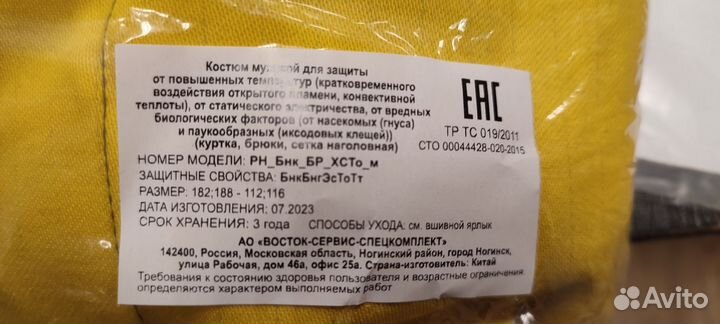 Костюм мужской для защиты
от повышенных температур (кратковременного
воздействия открытого пламени, конвективной
теплоты), от статического электричества, от вредных
биологических факторов (от насекомых (гнуса)
и паукообразных (иксодовых клещей))
(куртка, брюки, сетка наголовная)
ЕАС
ТР ТС 019/2011
СТО 00044428-020-2015
НОМЕР МОДЕЛИ: РН_Бнк_БР_ХСТо_м
ЗАЩИТНЫЕ СВОЙСТВА: БнкБнгЭсТоТт
РАЗМЕР: 182;188 - 112;116
ДАТА ИЗГОТОВЛЕНИЯ: 07.2023
СРОК ХРАНЕНИЯ: 3 года СПОСОБЫ УХОДА: см. вшивной ярлык
АО «ВОСТОК-СЕРВИС-СПЕЦКОМПЛЕКТ»
142400, Россия, Московская область, Ногинский район, город Ногинск,
улица Рабочая, дом 46а, офис 25а. Страна-изготовитель: Китай
Требования к состоянию здоровья пользователя и возрастные ограничения
определяются характером выполняемых работ
Avito